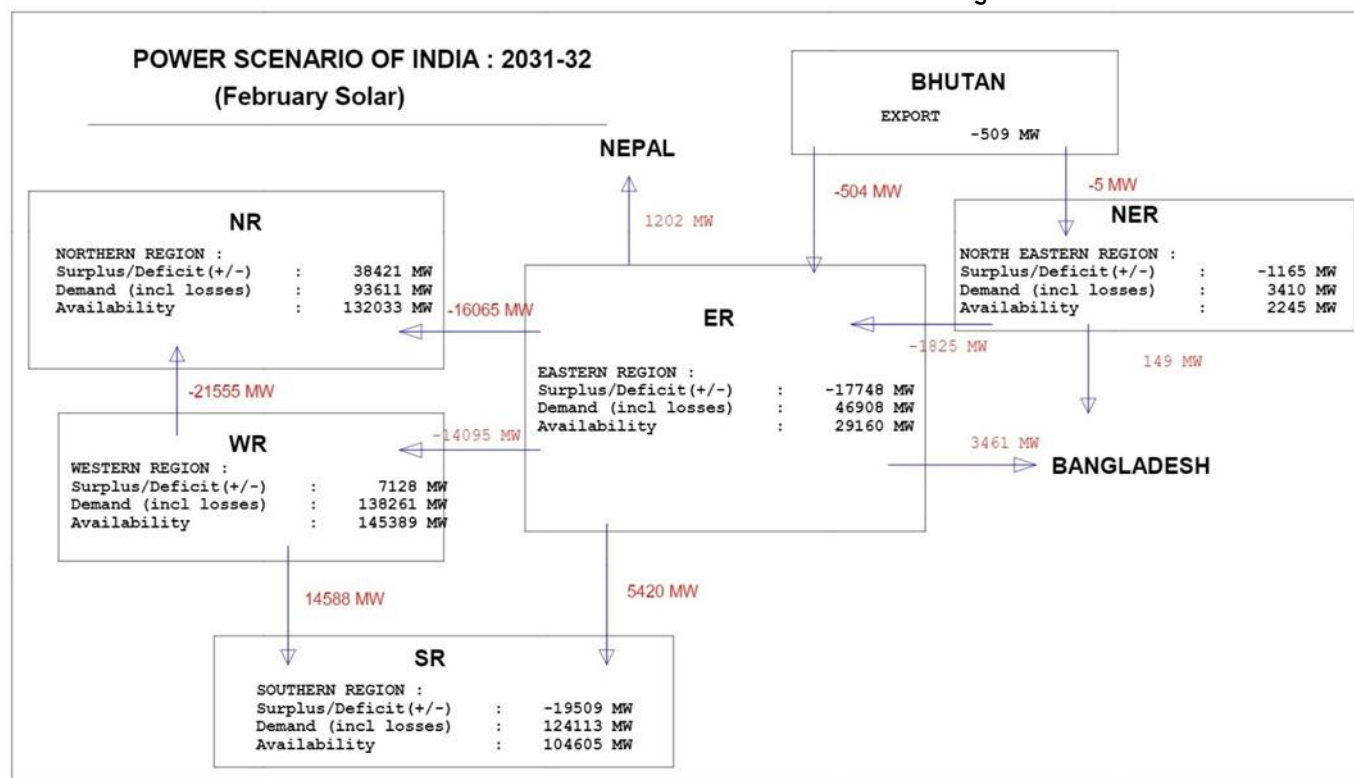 POWER SCENARIO OF INDIA : 2031-32
(February Solar)
BHUTAN
EXPORT
-509 MW
NEPAL
-504 MW
-5 MW
1202 MW
NR
NORTHERN REGION :
Surplus/Deficit(+/-) : 38421 MW
Demand (incl losses) : 93611 MW
Availability : 132033 MW
NER
NORTH EASTERN REGION :
Surplus/Deficit(+/-) : -1165 MW
Demand (incl losses) : 3410 MW
Availability : 2245 MW
-16065 MW
ER
EASTERN REGION :
Surplus/Deficit(+/-) : -17748 MW
Demand (incl losses) : 46908 MW
Availability : 29160 MW
-1825 MW
149 MW
-21555 MW
-14095 MW
3461 MW
BANGLADESH
WR
WESTERN REGION :
Surplus/Deficit(+/-) : 7128 MW
Demand (incl losses) : 138261 MW
Availability : 145389 MW
14588 MW
5420 MW
SR
SOUTHERN REGION :
Surplus/Deficit(+/-) : -19509 MW
Demand (incl losses) : 124113 MW
Availability : 104605 MW